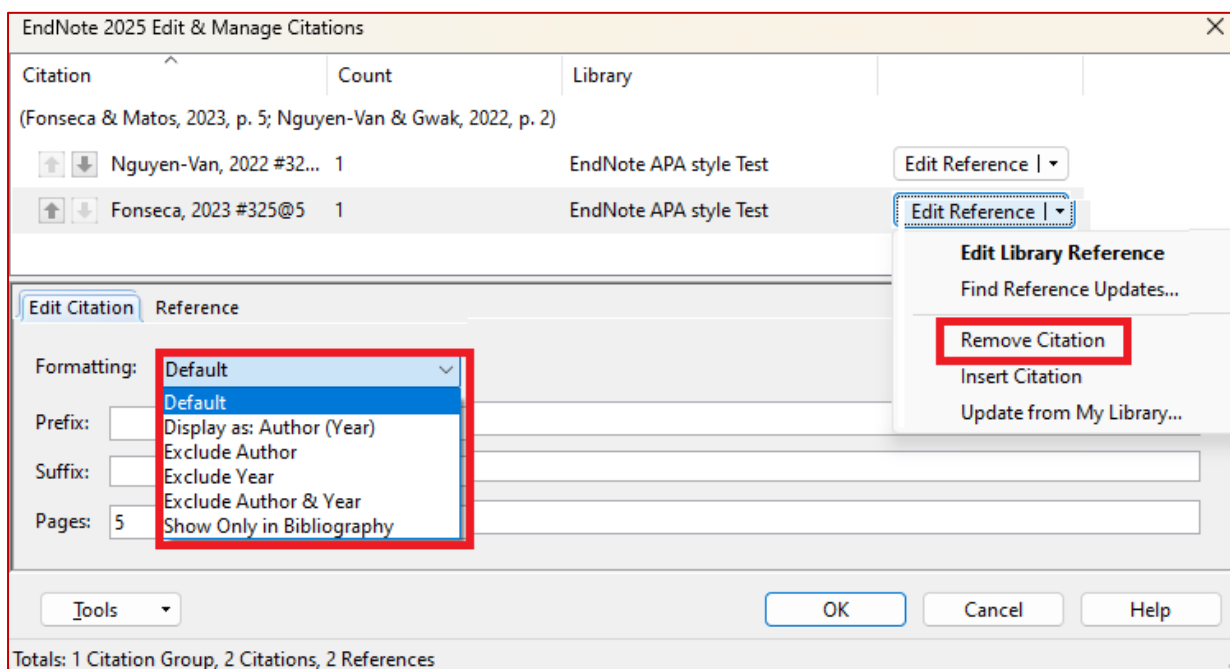 EndNote 2025 Edit & Manage Citations
Citation Count Library
(Fonseca & Matos, 2023, p. 5; Nguyen-Van & Gwak, 2022, p. 2)
Nguyen-Van, 2022 #32... 1 EndNote APA style Test Edit Reference
Fonseca, 2023 #325@5 1 EndNote APA style Test Edit Reference
Edit Library Reference
Find Reference Updates...
Remove Citation
Insert Citation
Update from My Library...
Edit Citation Reference
Formatting: Default
Default
Prefix:
Display as: Author (Year)
Exclude Author
Suffix:
Exclude Year
Exclude Author & Year
Pages: 5
Show Only in Bibliography
Tools OK Cancel Help
Totals: 1 Citation Group, 2 Citations, 2 References